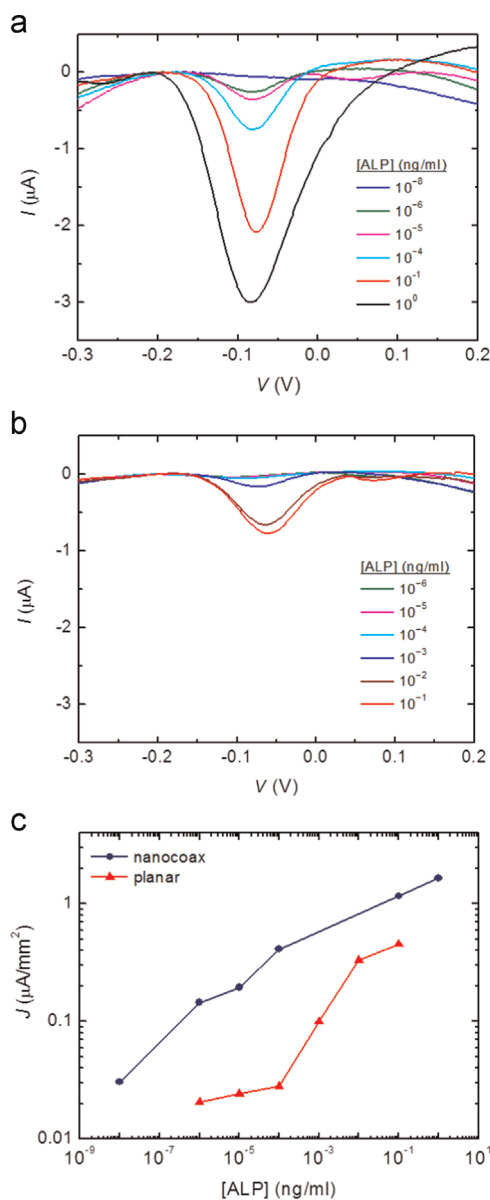 a
0
-1
-2
-3
I (μA)
[ALP] (ng/ml)
10⁻⁸
10⁻⁶
10⁻⁵
10⁻⁴
10⁻¹
10⁰
-0.3 -0.2 -0.1 0.0 0.1 0.2
V (V)
b
0
-1
-2
-3
I (μA)
[ALP] (ng/ml)
10⁻⁶
10⁻⁵
10⁻⁴
10⁻³
10⁻²
10⁻¹
-0.3 -0.2 -0.1 0.0 0.1 0.2
V (V)
c
nanocoax
planar
1
0.1
0.01
J (μA/mm²)
10⁻⁹ 10⁻⁷ 10⁻⁵ 10⁻³ 10⁻¹ 10¹
[ALP] (ng/ml)